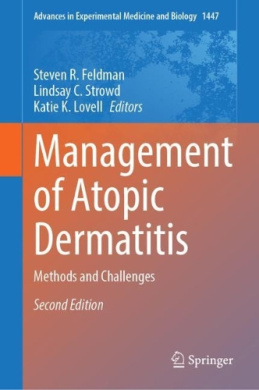 Advances in Experimental Medicine and Biology 1447
Steven R. Feldman
Lindsay C. Strowd
Katie K. Lovell Editors
Management
of Atopic
Dermatitis
Methods and Challenges
Second Edition
Springer